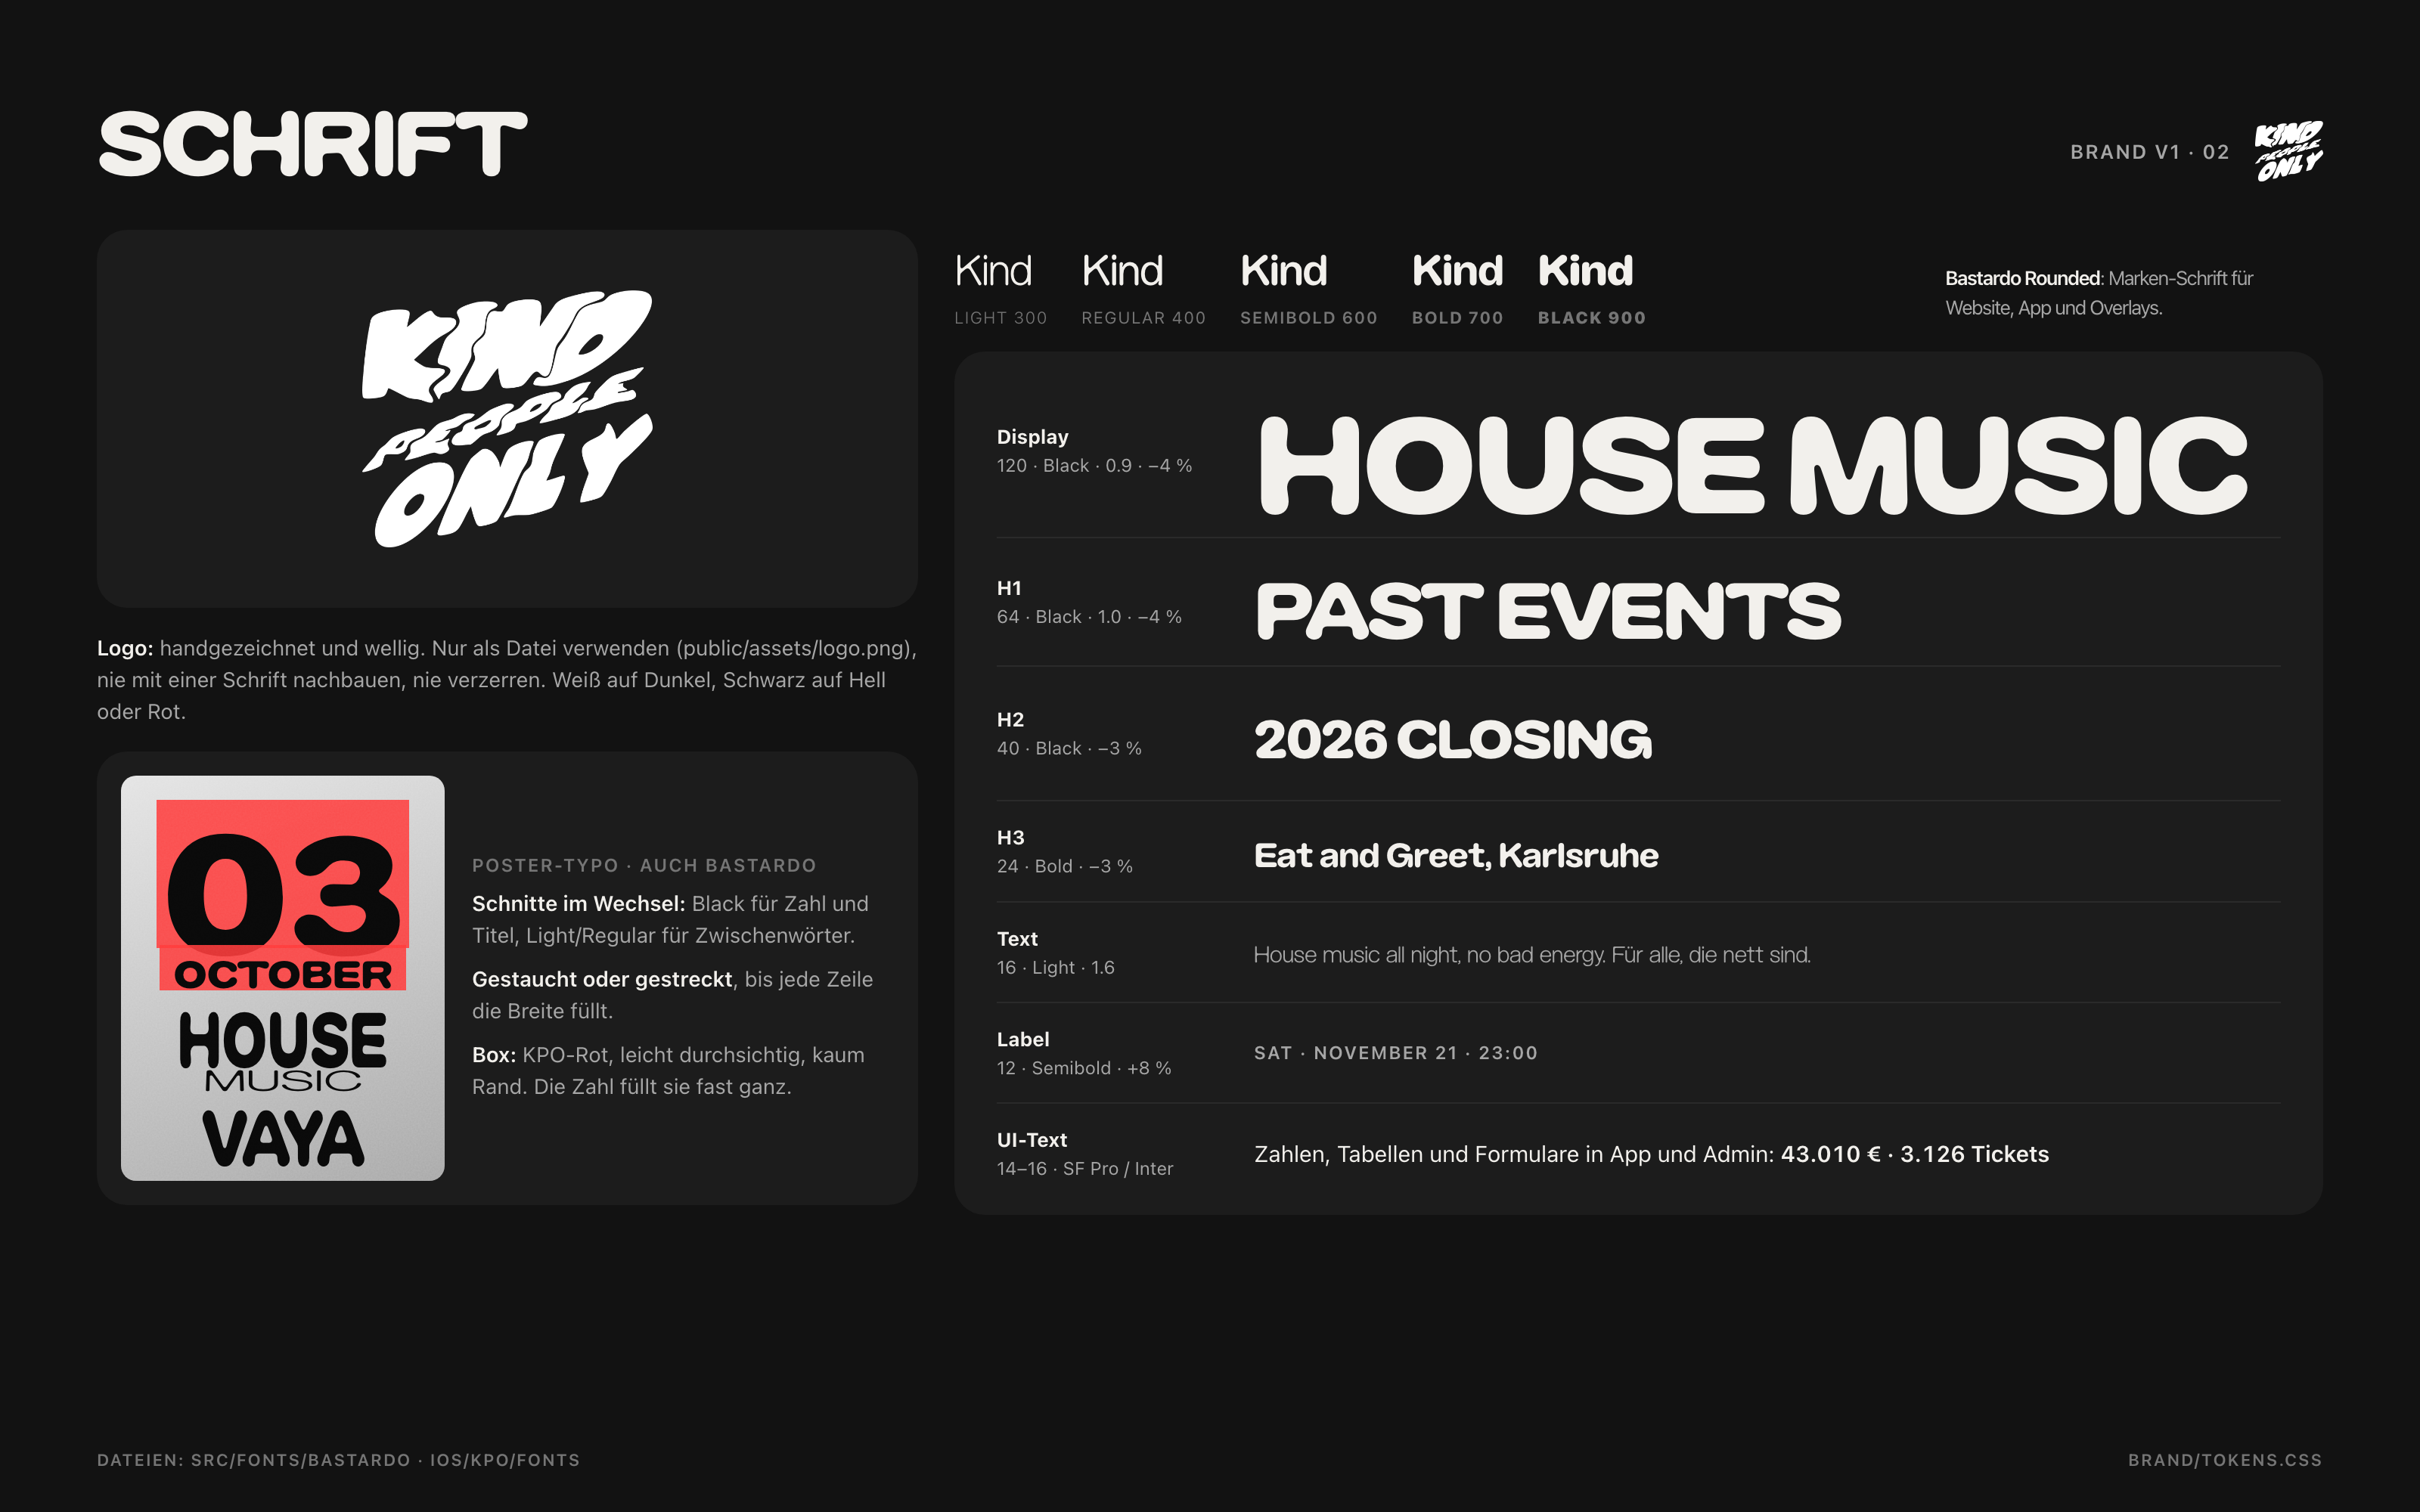 SCHRIFT
BRAND V1 · 02
KIND
PEOPLE
ONLY
KIND
PEOPLE
ONLY
Logo: handgezeichnet und wellig. Nur als Datei verwenden (public/assets/logo.png),
nie mit einer Schrift nachbauen, nie verzerren. Weiß auf Dunkel, Schwarz auf Hell
oder Rot.
03
OCTOBER
HOUSE
MUSIC
VAYA
POSTER-TYPO · AUCH BASTARDO
Schnitte im Wechsel: Black für Zahl und
Titel, Light/Regular für Zwischenwörter.
Gestaucht oder gestreckt, bis jede Zeile
die Breite füllt.
Box: KPO-Rot, leicht durchsichtig, kaum
Rand. Die Zahl füllt sie fast ganz.
Kind Kind Kind Kind Kind
LIGHT 300 REGULAR 400 SEMIBOLD 600 BOLD 700 BLACK 900
Bastardo Rounded: Marken-Schrift für
Website, App und Overlays.
Display
120 · Black · 0.9 · −4 %
HOUSE MUSIC
H1
64 · Black · 1.0 · −4 %
PAST EVENTS
H2
40 · Black · −3 %
2026 CLOSING
H3
24 · Bold · −3 %
Eat and Greet, Karlsruhe
Text
16 · Light · 1.6
House music all night, no bad energy. Für alle, die nett sind.
Label
12 · Semibold · +8 %
SAT · NOVEMBER 21 · 23:00
UI-Text
14–16 · SF Pro / Inter
Zahlen, Tabellen und Formulare in App und Admin: 43.010 € · 3.126 Tickets
DATEIEN: SRC/FONTS/BASTARDO · IOS/KPO/FONTS
BRAND/TOKENS.CSS